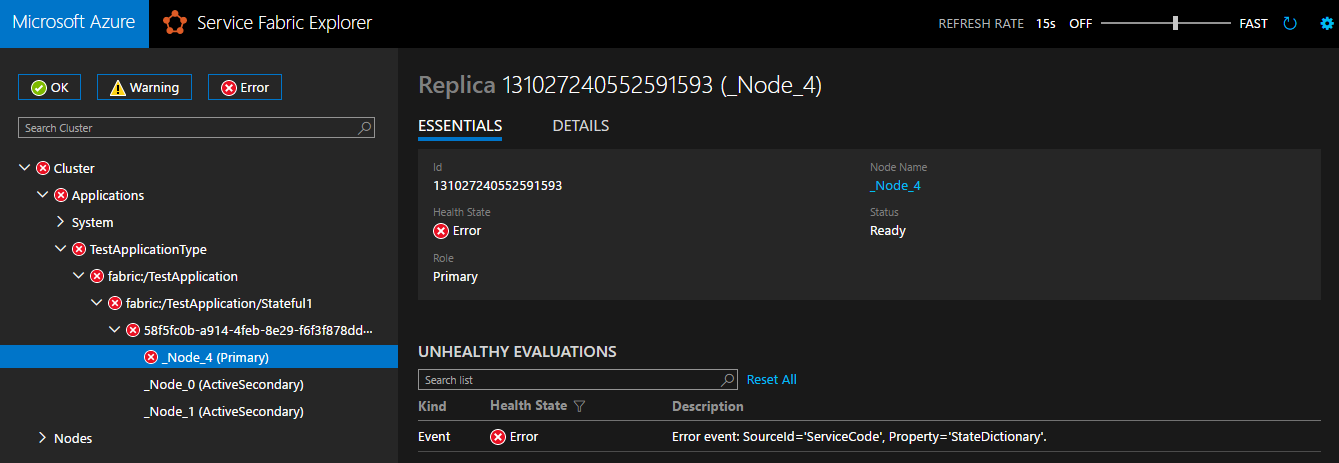 Microsoft Azure Service Fabric Explorer REFRESH RATE 15s OFF FAST
OK Warning Error
Search Cluster
Cluster
Applications
System
TestApplicationType
fabric:/TestApplication
fabric:/TestApplication/Stateful1
58f5fc0b-a914-4feb-8e29-f6f3f878dd···
_Node_4 (Primary)
_Node_0 (ActiveSecondary)
_Node_1 (ActiveSecondary)
Nodes
Replica 131027240552591593 (_Node_4)
ESSENTIALS DETAILS
Id Node Name
131027240552591593 _Node_4
Health State Status
Error Ready
Role
Primary
UNHEALTHY EVALUATIONS
Search list Reset All
Kind Health State Description
Event Error Error event: SourceId='ServiceCode', Property='StateDictionary'.